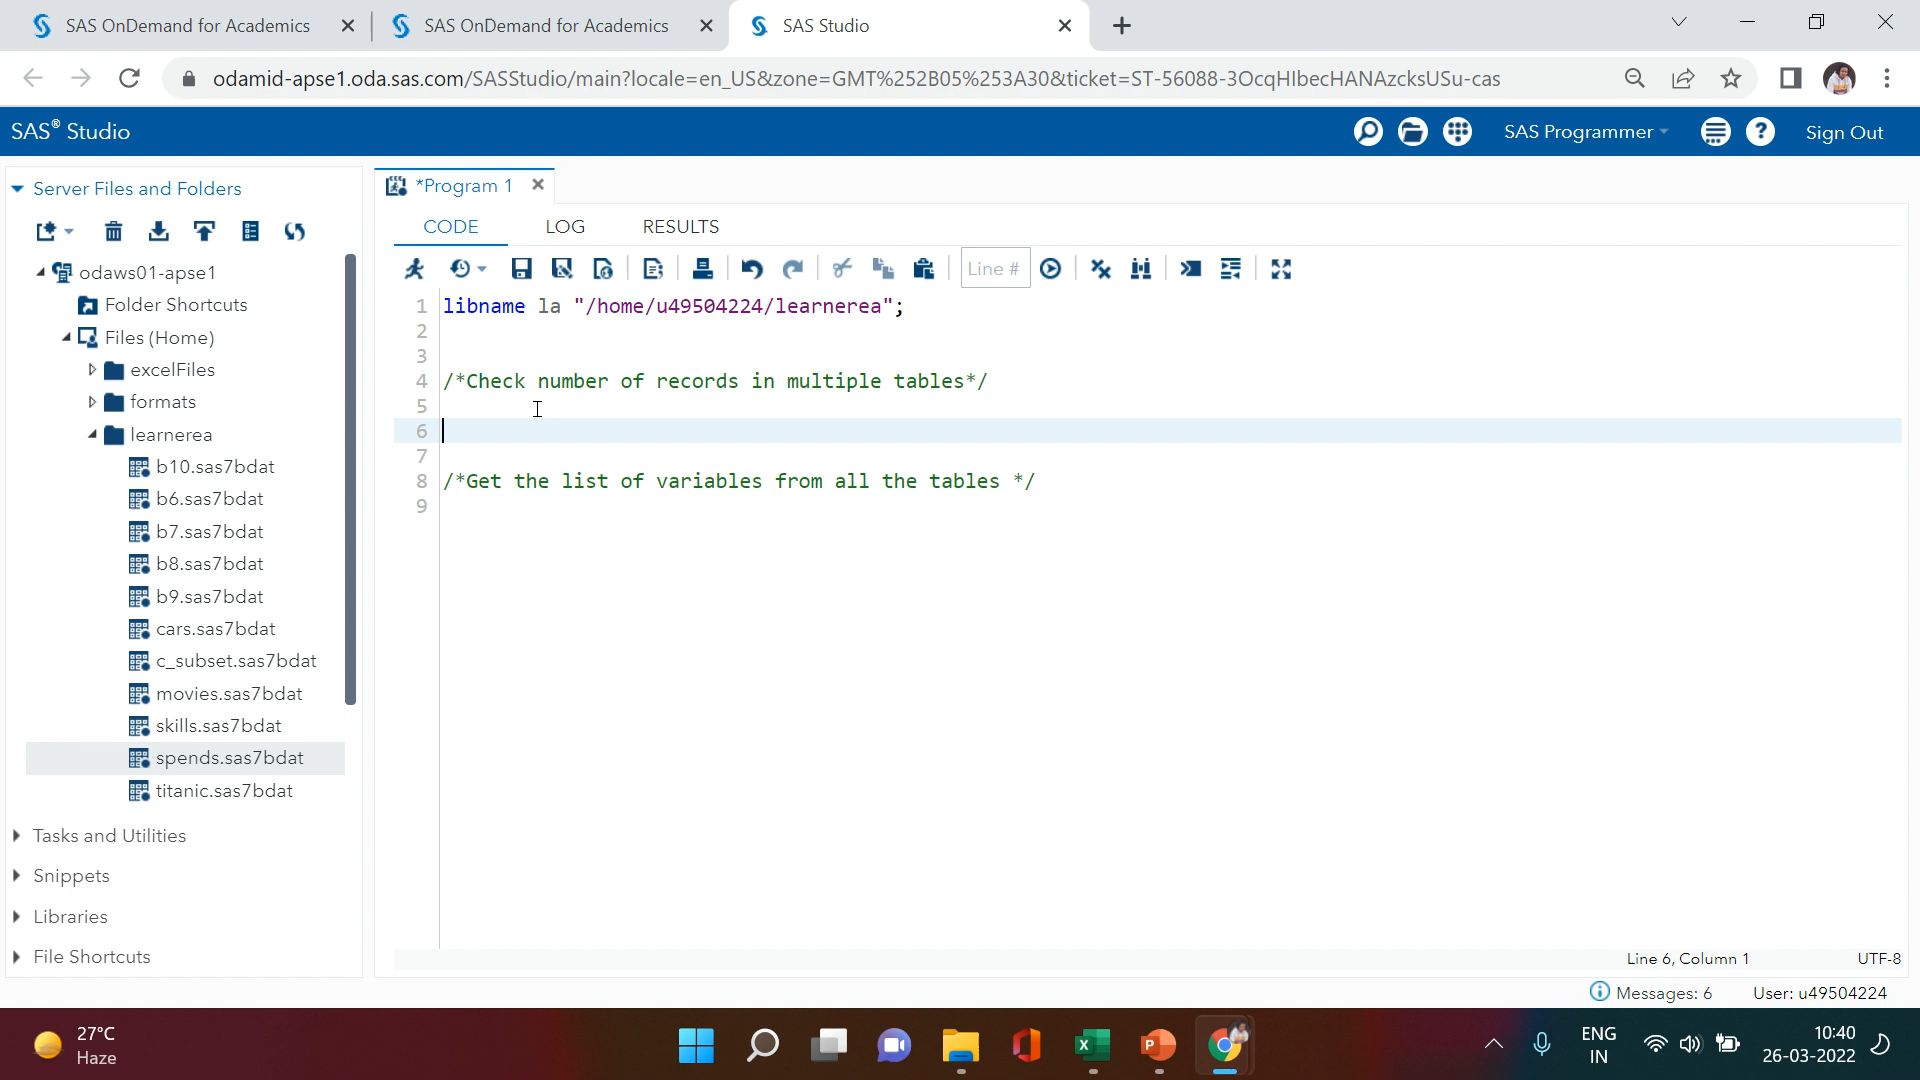 SAS OnDemand for Academics
SAS OnDemand for Academics
SAS Studio
odamid-apse1.oda.sas.com/SASStudio/main?locale=en_US&zone=GMT%252B05%253A30&ticket=ST-56088-3OcqHIbecHANAzcksUSu-cas
SAS® Studio
SAS Programmer
?
Sign Out
Server Files and Folders
odaws01-apse1
Folder Shortcuts
Files (Home)
excelFiles
formats
learnerea
b10.sas7bdat
b6.sas7bdat
b7.sas7bdat
b8.sas7bdat
b9.sas7bdat
cars.sas7bdat
c_subset.sas7bdat
movies.sas7bdat
skills.sas7bdat
spends.sas7bdat
titanic.sas7bdat
Tasks and Utilities
Snippets
Libraries
File Shortcuts
*Program 1
CODE LOG RESULTS
Line #
1 libname la "/home/u49504224/learnerea";
2
3
4 /*Check number of records in multiple tables*/
5
6
7
8 /*Get the list of variables from all the tables */
9
Line 6, Column 1 UTF-8
Messages: 6 User: u49504224
27°C
Haze
ENG
IN
10:40
26-03-2022